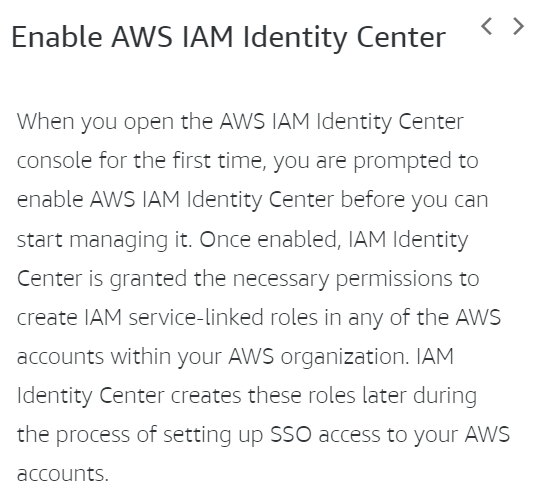 Enable AWS IAM Identity Center
When you open the AWS IAM Identity Center
console for the first time, you are prompted to
enable AWS IAM Identity Center before you can
start managing it. Once enabled, IAM Identity
Center is granted the necessary permissions to
create IAM service-linked roles in any of the AWS
accounts within your AWS organization. IAM
Identity Center creates these roles later during
the process of setting up SSO access to your AWS
accounts.